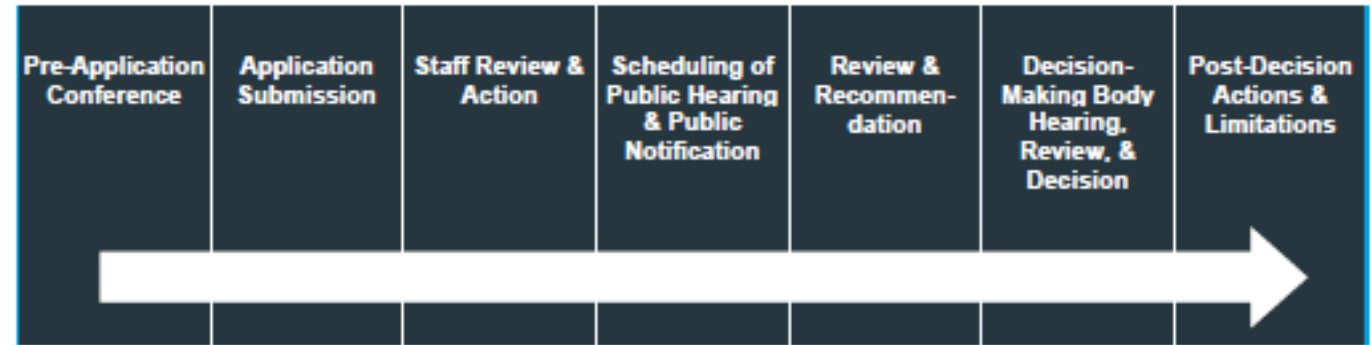 Pre-Application
Conference
Application
Submission
Staff Review &
Action
Scheduling of
Public Hearing
& Public
Notification
Review &
Recommen-
dation
Decision-
Making Body
Hearing,
Review, &
Decision
Post-Decision
Actions &
Limitations